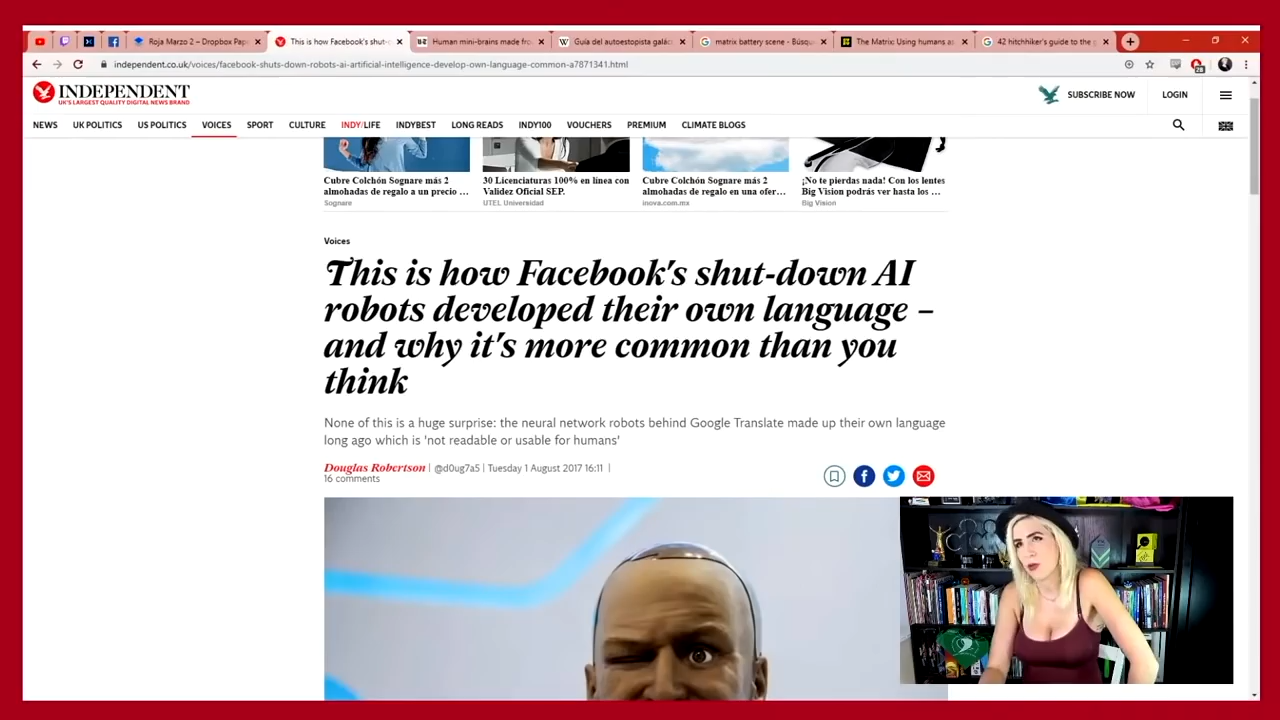 Roja Marzo 2 – Dropbox Pap
This is how Facebook's shut-
Human mini-brains made fro
Guía del autoestopista galác
matrix battery scene - Búsqu
The Matrix: Using humans as
42 hitchhiker's guide to the g
independent.co.uk/voices/facebook-shuts-down-robots-ai-artificial-intelligence-develop-own-language-common-a7871341.html
INDEPENDENT
UK'S LARGEST QUALITY DIGITAL NEWS BRAND
SUBSCRIBE NOW
LOGIN
NEWS UK POLITICS US POLITICS VOICES SPORT CULTURE INDY/LIFE INDYBEST LONG READS INDY100 VOUCHERS PREMIUM CLIMATE BLOGS
Cubre Colchón Sognare más 2
almohadas de regalo a un precio ...
Sognare
30 Licenciaturas 100% en línea con
Validez Oficial SEP.
UTEL Universidad
Cubre Colchón Sognare más 2
almohadas de regalo en una ofer...
inova.com.mx
¡No te pierdas nada! Con los lentes
Big Vision podrás ver hasta los ...
Big Vision
Voices
This is how Facebook's shut-down AI
robots developed their own language –
and why it's more common than you
think
None of this is a huge surprise: the neural network robots behind Google Translate made up their own language
long ago which is 'not readable or usable for humans'
Douglas Robertson | @d0ug7a5 | Tuesday 1 August 2017 16:11 |
16 comments